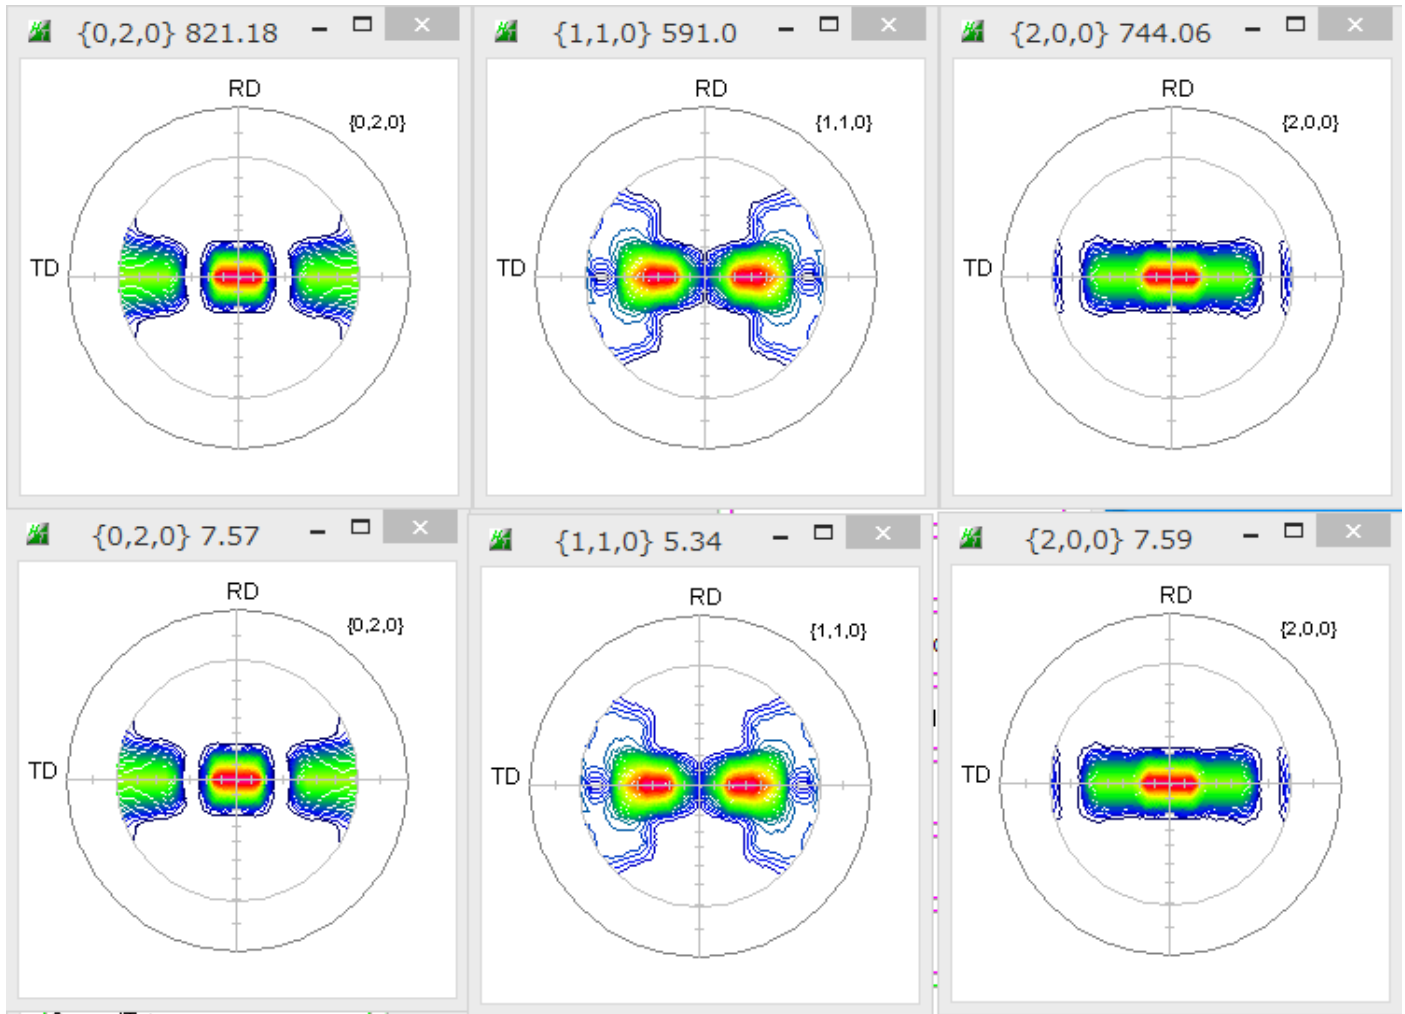 {0,2,0} 821.18
{1,1,0} 591.0
{2,0,0} 744.06
RD
{0,2,0}
TD
RD
{1,1,0}
TD
RD
{2,0,0}
TD
{0,2,0} 7.57
{1,1,0} 5.34
{2,0,0} 7.59
RD
{0,2,0}
TD
RD
{1,1,0}
TD
RD
{2,0,0}
TD